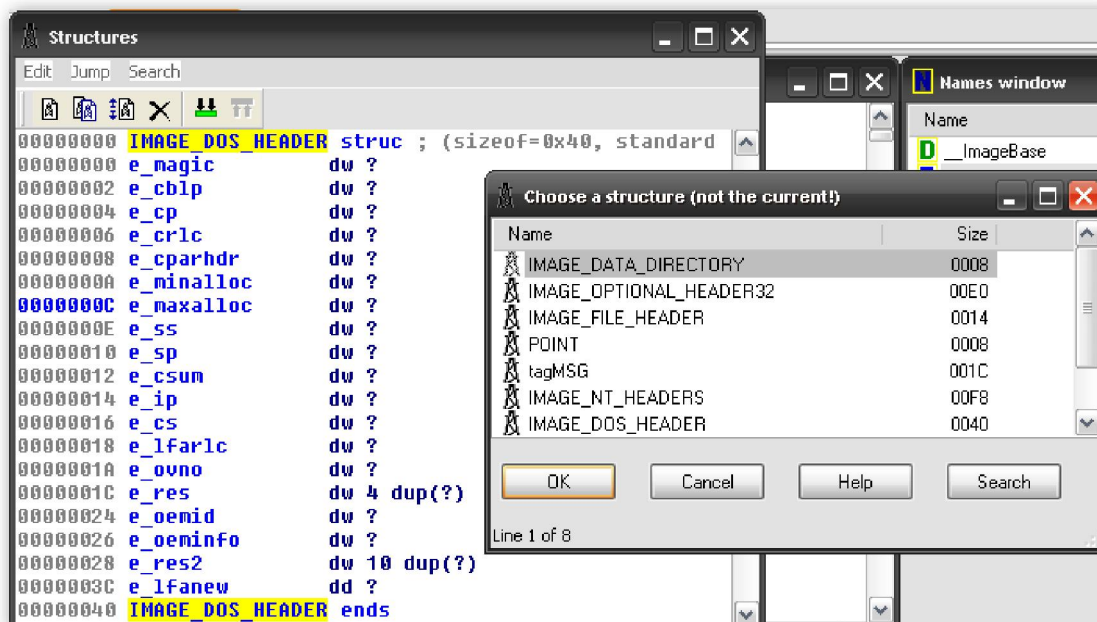 Structures
Edit Jump Search
00000000 IMAGE_DOS_HEADER struc ; (sizeof=0x40, standard
00000000 e_magic dw ?
00000002 e_cblp dw ?
00000004 e_cp dw ?
00000006 e_crlc dw ?
00000008 e_cparhdr dw ?
0000000A e_minalloc dw ?
0000000C e_maxalloc dw ?
0000000E e_ss dw ?
00000010 e_sp dw ?
00000012 e_csum dw ?
00000014 e_ip dw ?
00000016 e_cs dw ?
00000018 e_lfarlc dw ?
0000001A e_ovno dw ?
0000001C e_res dw 4 dup(?)
00000024 e_oemid dw ?
00000026 e_oeminfo dw ?
00000028 e_res2 dw 10 dup(?)
0000003C e_lfanew dd ?
00000040 IMAGE_DOS_HEADER ends
N Names window
Name
D __ImageBase
Choose a structure (not the current!)
Name Size
IMAGE_DATA_DIRECTORY 0008
IMAGE_OPTIONAL_HEADER32 00E0
IMAGE_FILE_HEADER 0014
POINT 0008
tagMSG 001C
IMAGE_NT_HEADERS 00F8
IMAGE_DOS_HEADER 0040
OK Cancel Help Search
Line 1 of 8